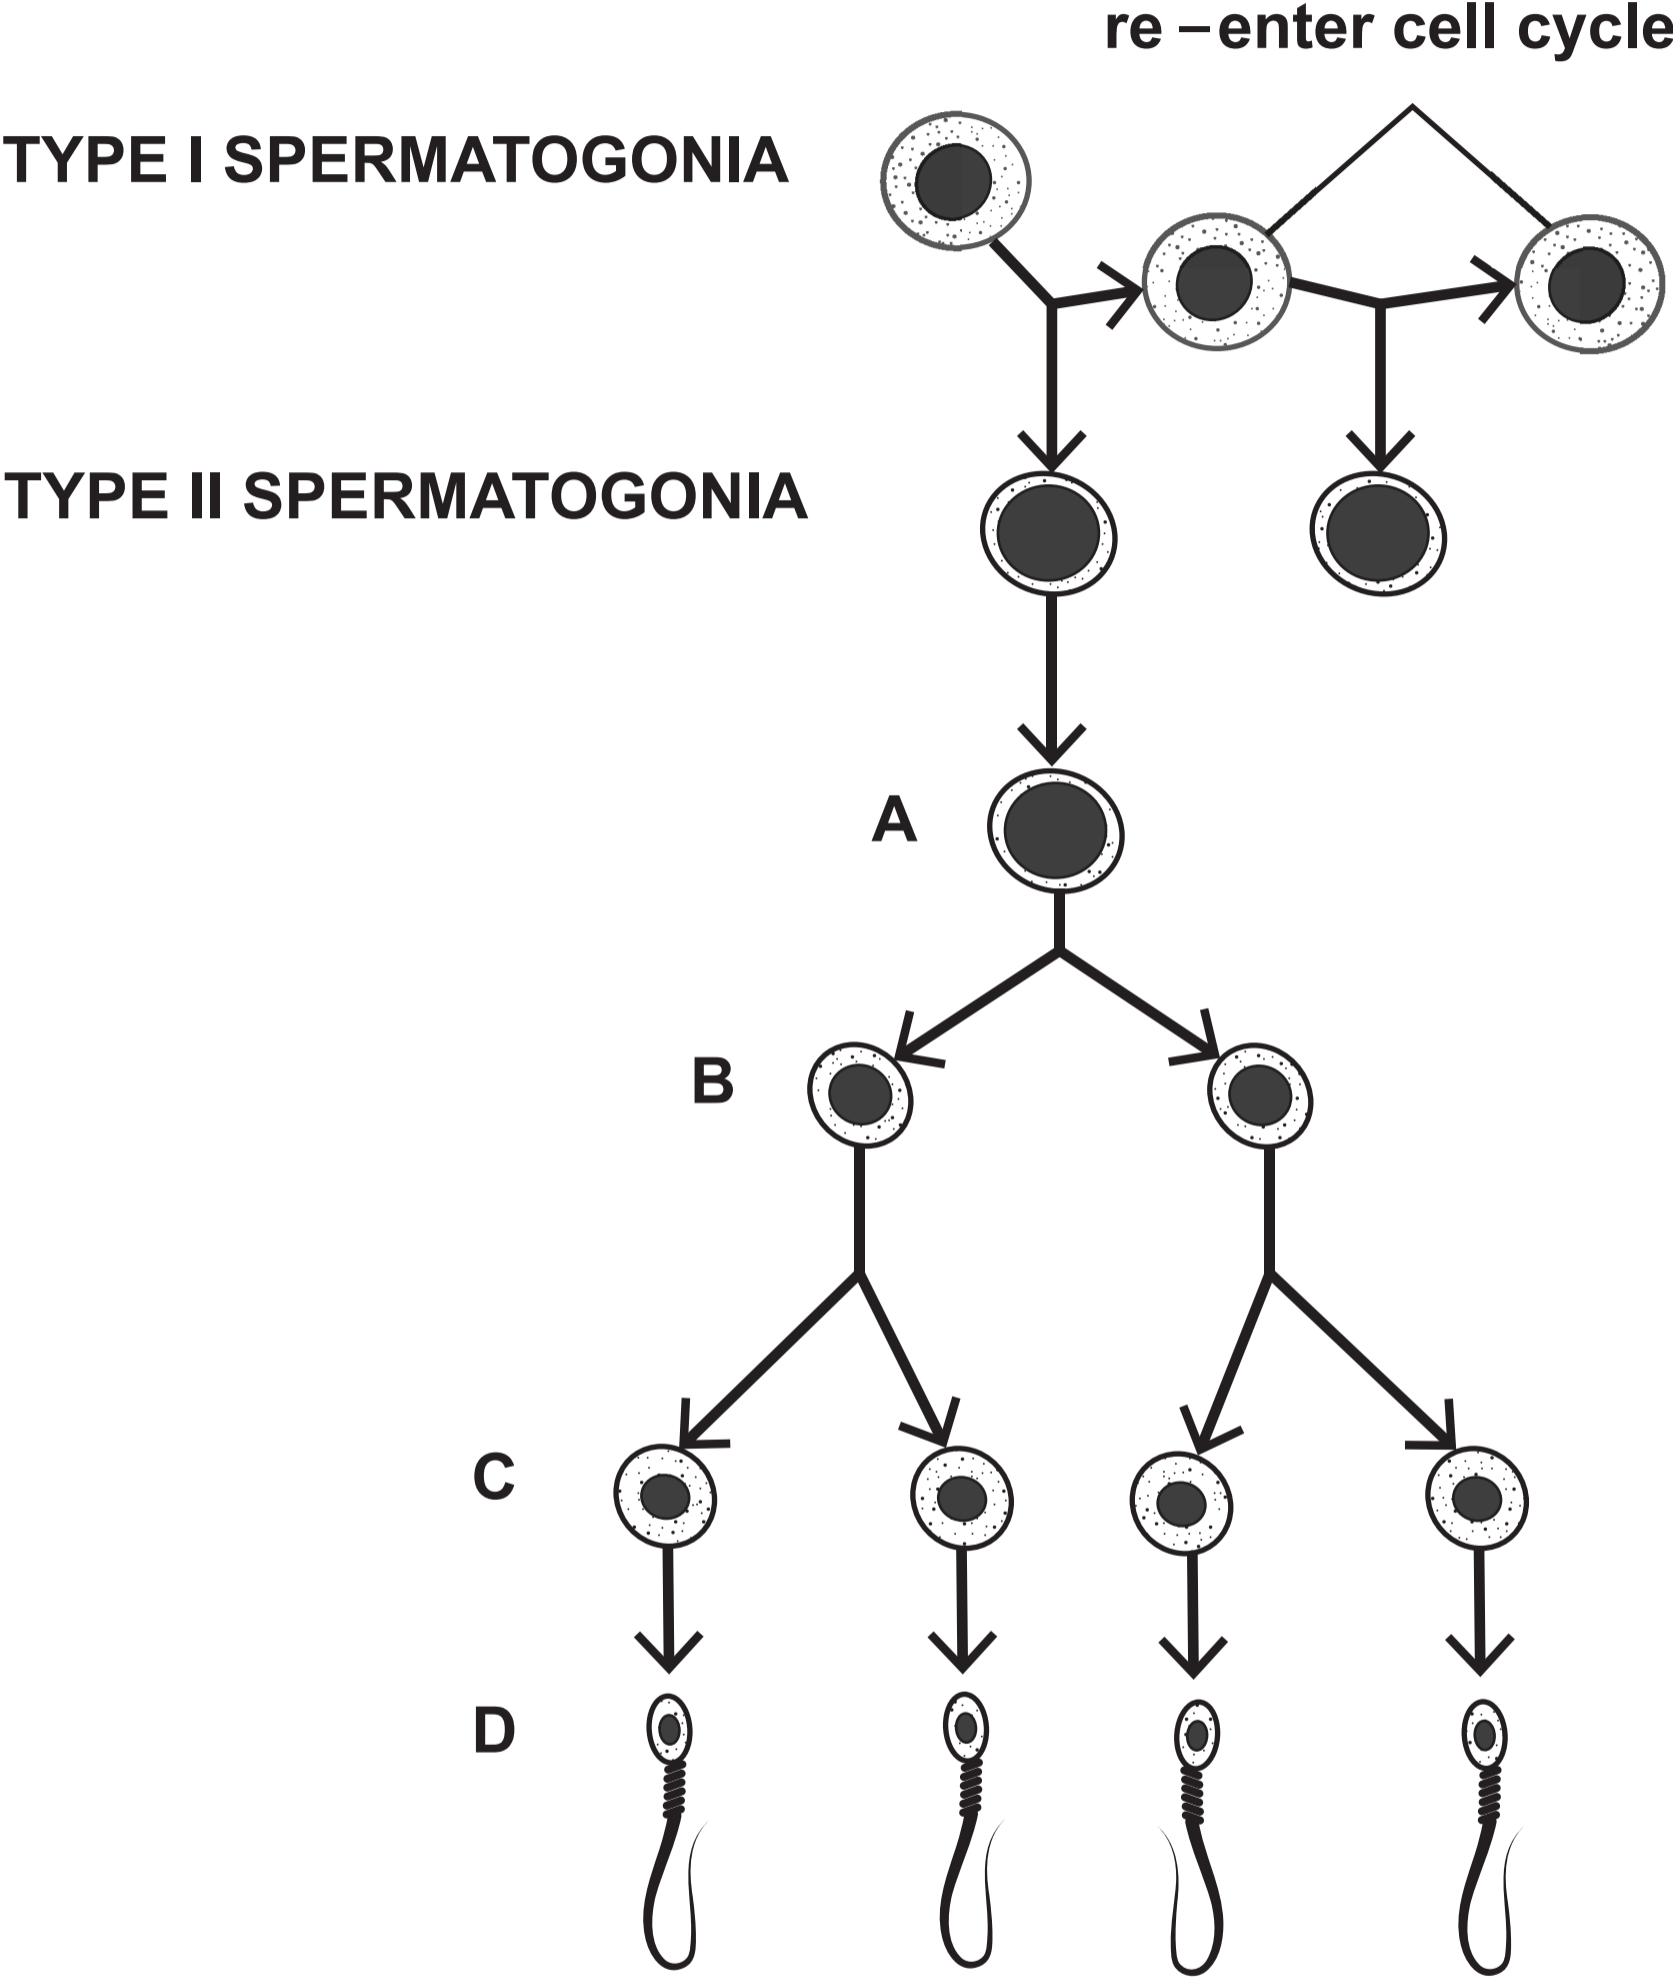 re – enter cell cycle
TYPE I SPERMATOGONIA
TYPE II SPERMATOGONIA
A
B
C
D